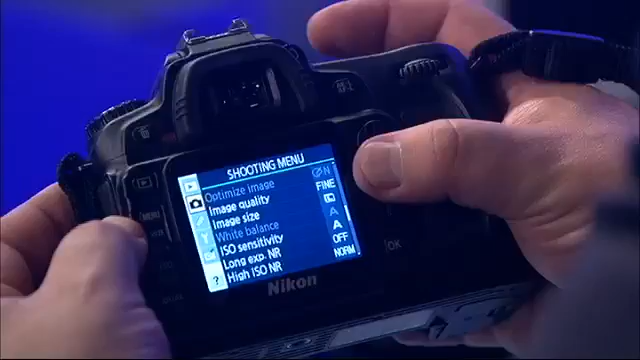 SHOOTING MENU
Optimize image N
Image quality FINE
Image size
White balance A
ISO sensitivity A
Long exp. NR OFF
High ISO NR NORM
?
MENU
OK
Nikon